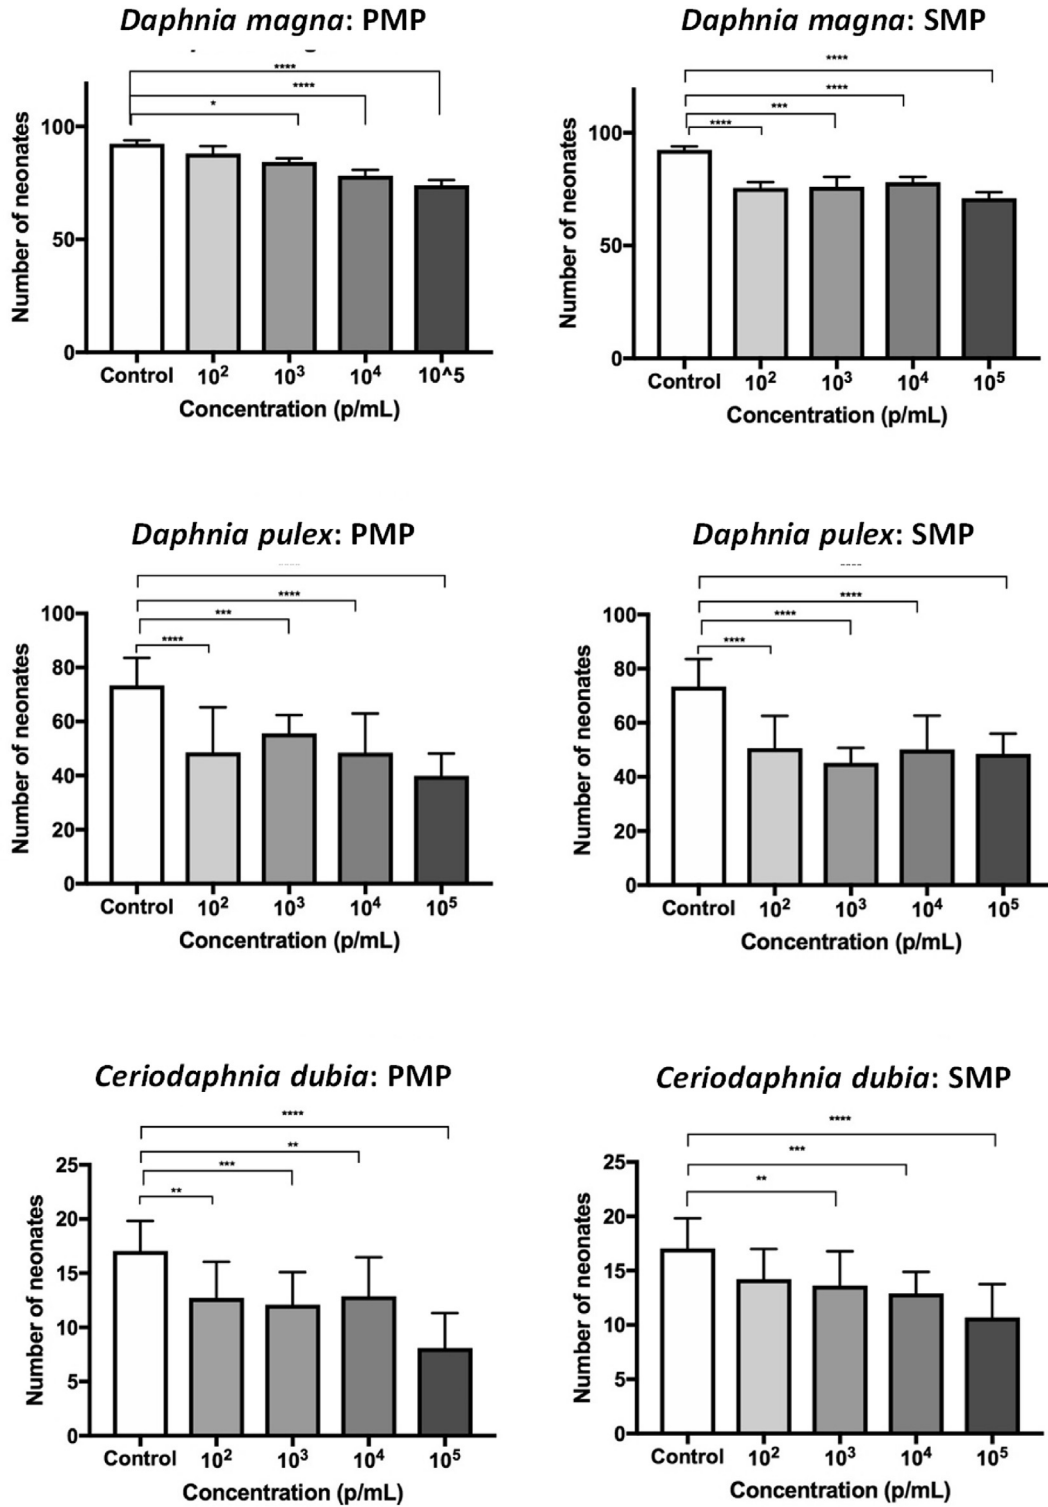 Daphnia magna: PMP
****
****
*
Number of neonates
100
50
0
Control 10² 10³ 10⁴ 10^5
Concentration (p/mL)
Daphnia magna: SMP
****
****
***
****
Number of neonates
100
50
0
Control 10² 10³ 10⁴ 10⁵
Concentration (p/mL)
Daphnia pulex: PMP
****
***
****
Number of neonates
100
80
60
40
20
0
Control 10² 10³ 10⁴ 10⁵
Concentration (p/mL)
Daphnia pulex: SMP
****
****
****
Number of neonates
100
80
60
40
20
0
Control 10² 10³ 10⁴ 10⁵
Concentration (p/mL)
Ceriodaphnia dubia: PMP
****
**
***
**
Number of neonates
25
20
15
10
5
0
Control 10² 10³ 10⁴ 10⁵
Concentration (p/mL)
Ceriodaphnia dubia: SMP
****
***
**
Number of neonates
25
20
15
10
5
0
Control 10² 10³ 10⁴ 10⁵
Concentration (p/mL)